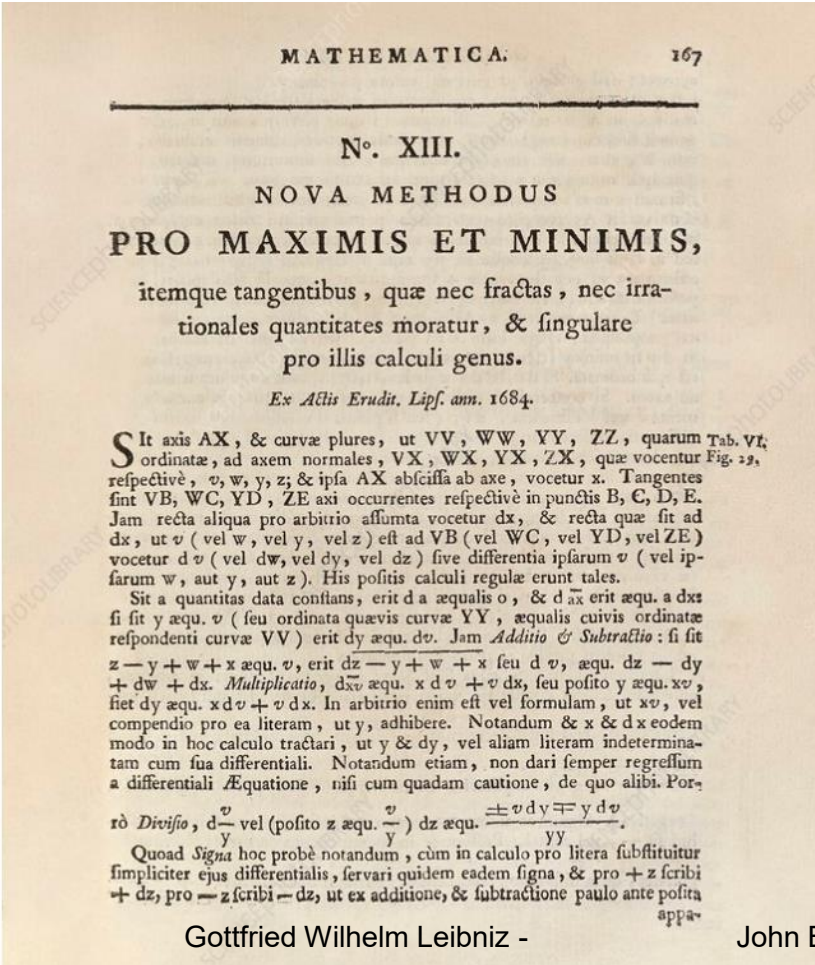 MATHEMATICA. 167
Nº. XIII.
NOVA METHODUS
PRO MAXIMIS ET MINIMIS,
itemque tangentibus, quæ nec fractas, nec irra-
tionales quantitates moratur, & ſingulare
pro illis calculi genus.
Ex Actis Erudit. Lipſ. ann. 1684.
SIt axis AX, & curvæ plures, ut VV, WW, YY, ZZ, quarum Tab. VI.
ordinatæ, ad axem normales, VX, WX, YX, ZX, quæ vocentur Fig. 29,
reſpectivè, v, w, y, z; & ipſa AX abſciſſa ab axe, vocetur x. Tangentes
ſint VB, WC, YD, ZE axi occurrentes reſpectivè in punctis B, C, D, E.
Jam recta aliqua pro arbitrio aſſumta vocetur dx, & recta quæ ſit ad
dx, ut v (vel w, vel y, vel z) eſt ad VB (vel WC, vel YD, vel ZE)
vocetur dv (vel dw, vel dy, vel dz) ſive differentia ipſarum v (vel ip-
ſarum w, aut y, aut z). His poſitis calculi regulæ erunt tales.
Sit a quantitas data conſtans, erit da æqualis 0, & d ax erit æqu. a dx:
ſi ſit y æqu. v (ſeu ordinata quævis curvæ YY, æqualis cuivis ordinatæ
reſpondenti curvæ VV) erit dy æqu. dv. Jam Additio & Subtractio: ſi ſit
z — y + w + x æqu. v, erit dz — y + w + x ſeu dv, æqu. dz — dy
+ dw + dx. Multiplicatio, dxv æqu. x dv + v dx, ſeu poſito y æqu. xv,
fiet dy æqu. x dv + v dx. In arbitrio enim eſt vel formulam, ut xv, vel
compendio pro ea literam, ut y, adhibere. Notandum & x & dx eodem
modo in hoc calculo tractari, ut y & dy, vel aliam literam indetermina-
tam cum ſua differentiali. Notandum etiam, non dari ſemper regreſſum
a differentiali Æquatione, niſi cum quadam cautione, de quo alibi. Por-
rò Diviſio, d v/y vel (poſito z æqu. v/y) dz æqu. ± v dy ∓ y dv / yy.
Quoad Signa hoc probè notandum, cùm in calculo pro litera ſubſtituitur
ſimpliciter ejus differentialis, ſervari quidem eadem ſigna, & pro + z ſcribi
+ dz, pro — z ſcribi — dz, ut ex additione, & ſubtractione paulo ante poſita
appa-
Gottfried Wilhelm Leibniz - John